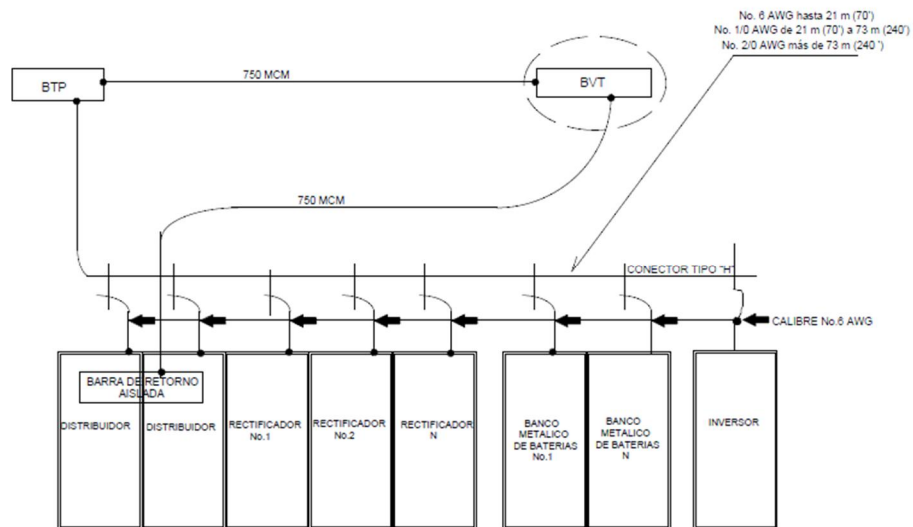 No. 6 AWG hasta 21 m (70')
No. 1/0 AWG de 21 m (70') a 73 m (240')
No. 2/0 AWG más de 73 m (240 ')
BTP
750 MCM
BVT
750 MCM
CONECTOR TIPO "H"
CALIBRE No.6 AWG
BARRA DE RETORNO
AISLADA
DISTRIBUIDOR
DISTRIBUIDOR
RECTIFICADOR
No.1
RECTIFICADOR
No.2
RECTIFICADOR
N
BANCO
METALICO
DE BATERIAS
No.1
BANCO
METALICO
DE BATERIAS
N
INVERSOR